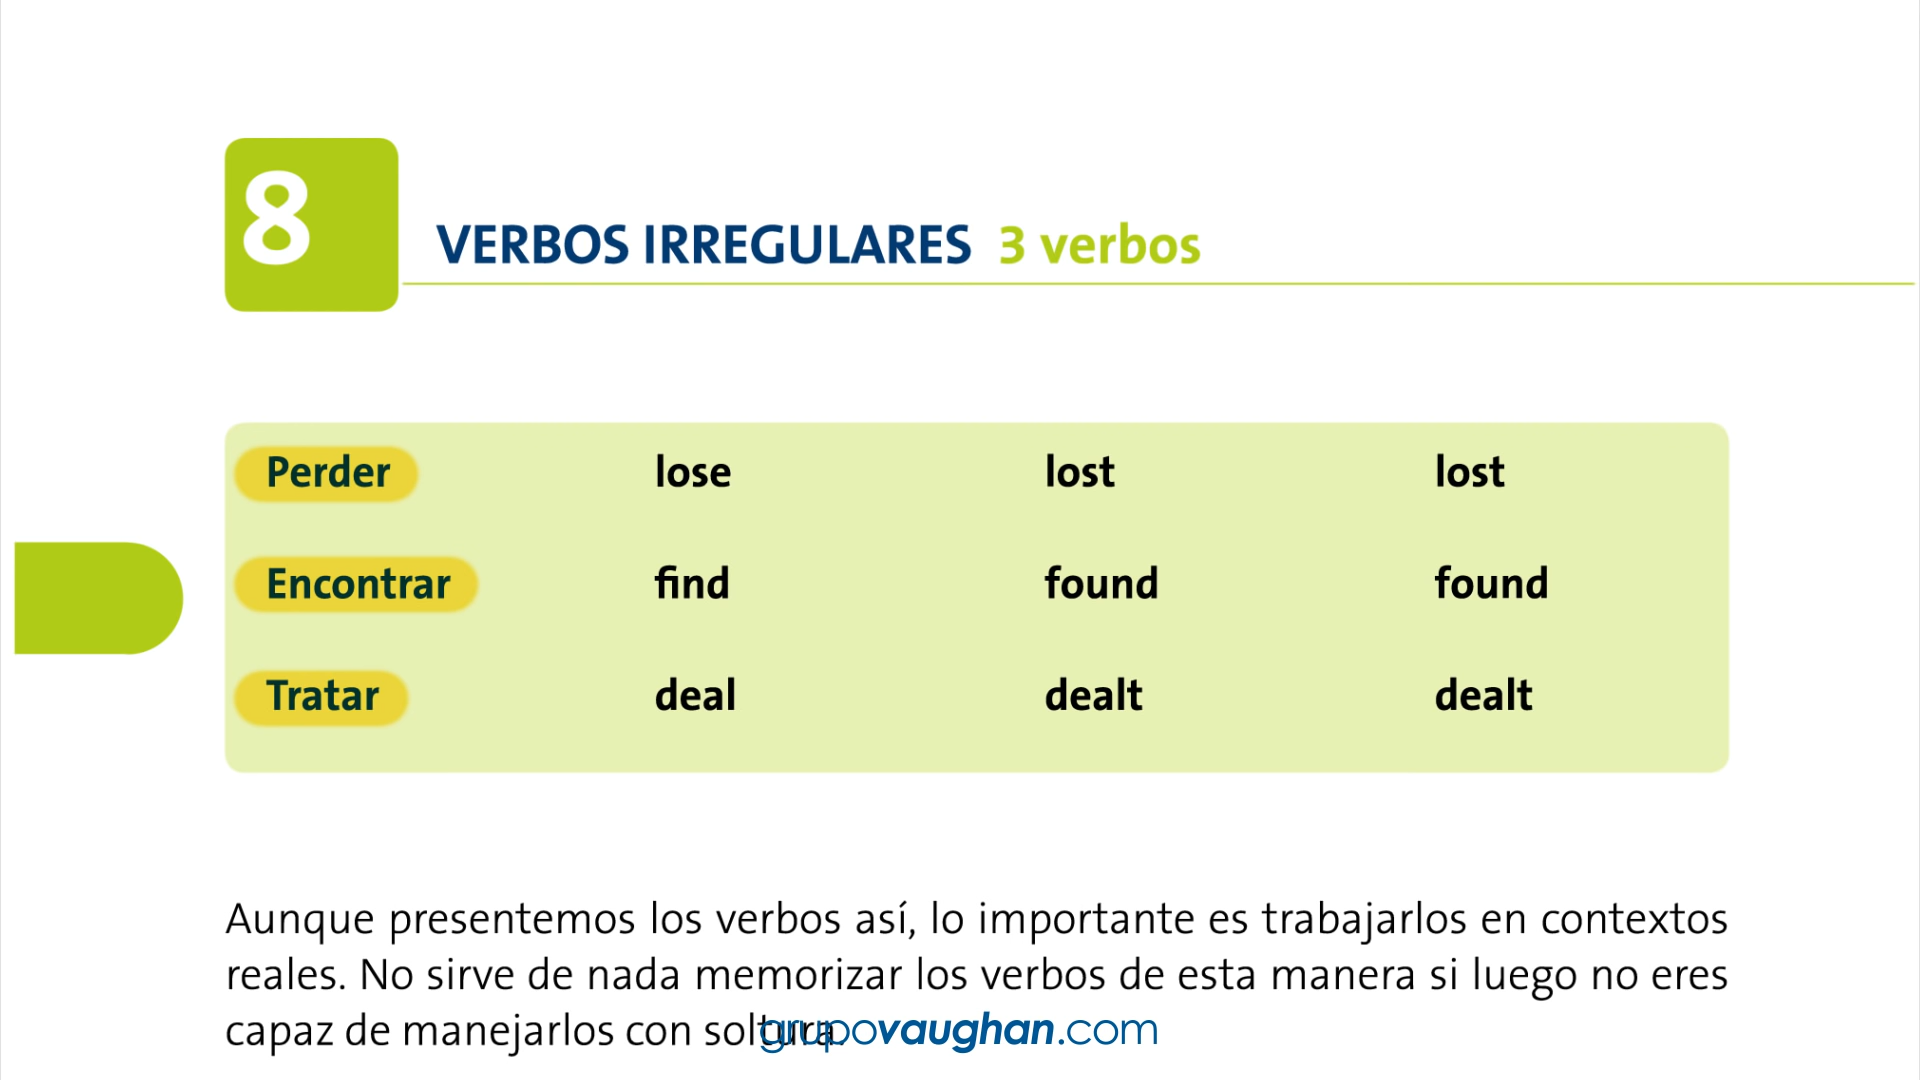 8
VERBOS IRREGULARES 3 verbos
Perder lose lost lost
Encontrar find found found
Tratar deal dealt dealt
Aunque presentemos los verbos así, lo importante es trabajarlos en contextos
reales. No sirve de nada memorizar los verbos de esta manera si luego no eres
capaz de manejarlos con soltura.
grupovaughan.com